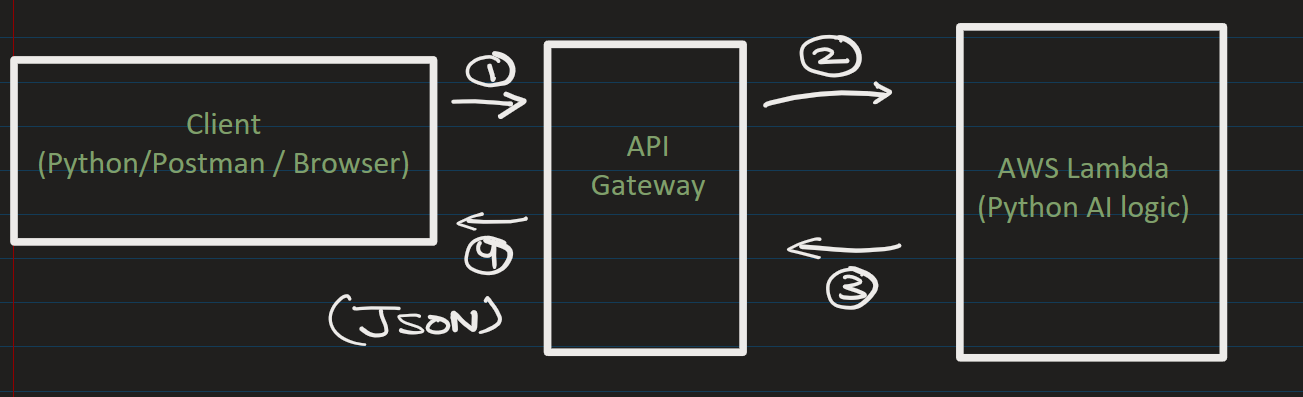 Client
(Python/Postman / Browser)
1
API
Gateway
2
AWS Lambda
(Python AI logic)
3
4
(JSON)